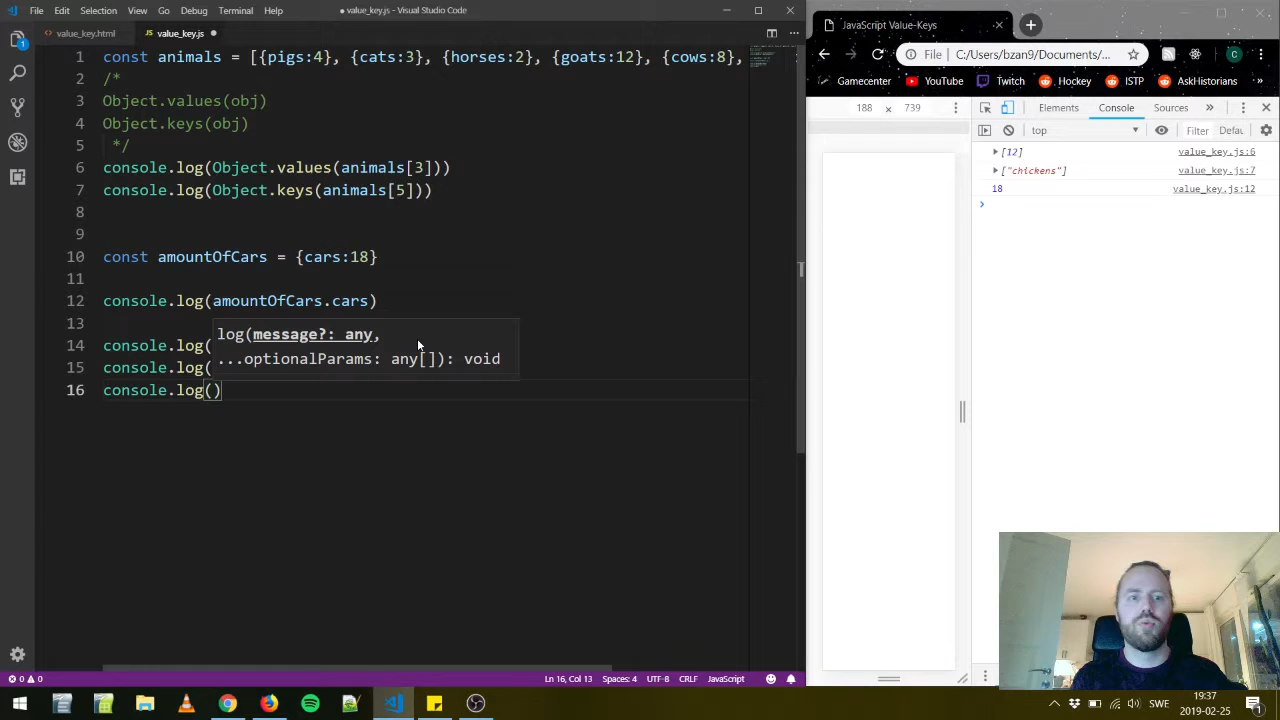 File Edit Selection View Go Debug Terminal Help
● value_key.js - Visual Studio Code
value_key.html
JS value_key.js ●
1 const animals = [{pigs:4}, {cats:3}, {horses:2}, {goats:12}, {cows:8},
2 /*
3 Object.values(obj)
4 Object.keys(obj)
5 */
6 console.log(Object.values(animals[3]))
7 console.log(Object.keys(animals[5]))
8
9
10 const amountOfCars = {cars:18}
11
12 console.log(amountOfCars.cars)
13
14 console.log(
15 console.log(
16 console.log()
log(message?: any,
...optionalParams: any[]): void
1
0 0
Ln 16, Col 13 Spaces: 4 UTF-8 CRLF JavaScript
JavaScript Value-Keys
File | C:/Users/bzan9/Documents/...
C
Gamecenter YouTube Twitch Hockey ISTP AskHistorians
188 × 739
Elements Console Sources »
top Filter Defau
[12] value_key.js:6
["chickens"] value_key.js:7
18 value_key.js:12
SWE
19:37
2019-02-25
1